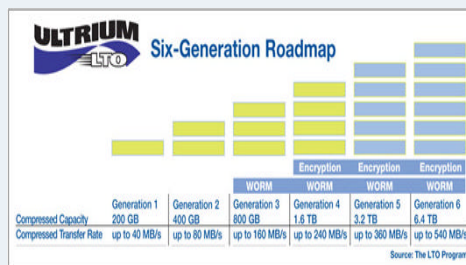 ULTRIUM
LTO
Six-Generation Roadmap
Encryption Encryption Encryption
WORM WORM WORM WORM
Generation 1 Generation 2 Generation 3 Generation 4 Generation 5 Generation 6
Compressed Capacity 200 GB 400 GB 800 GB 1.6 TB 3.2 TB 6.4 TB
Compressed Transfer Rate up to 40 MB/s up to 80 MB/s up to 160 MB/s up to 240 MB/s up to 360 MB/s up to 540 MB/s
Source: The LTO Program